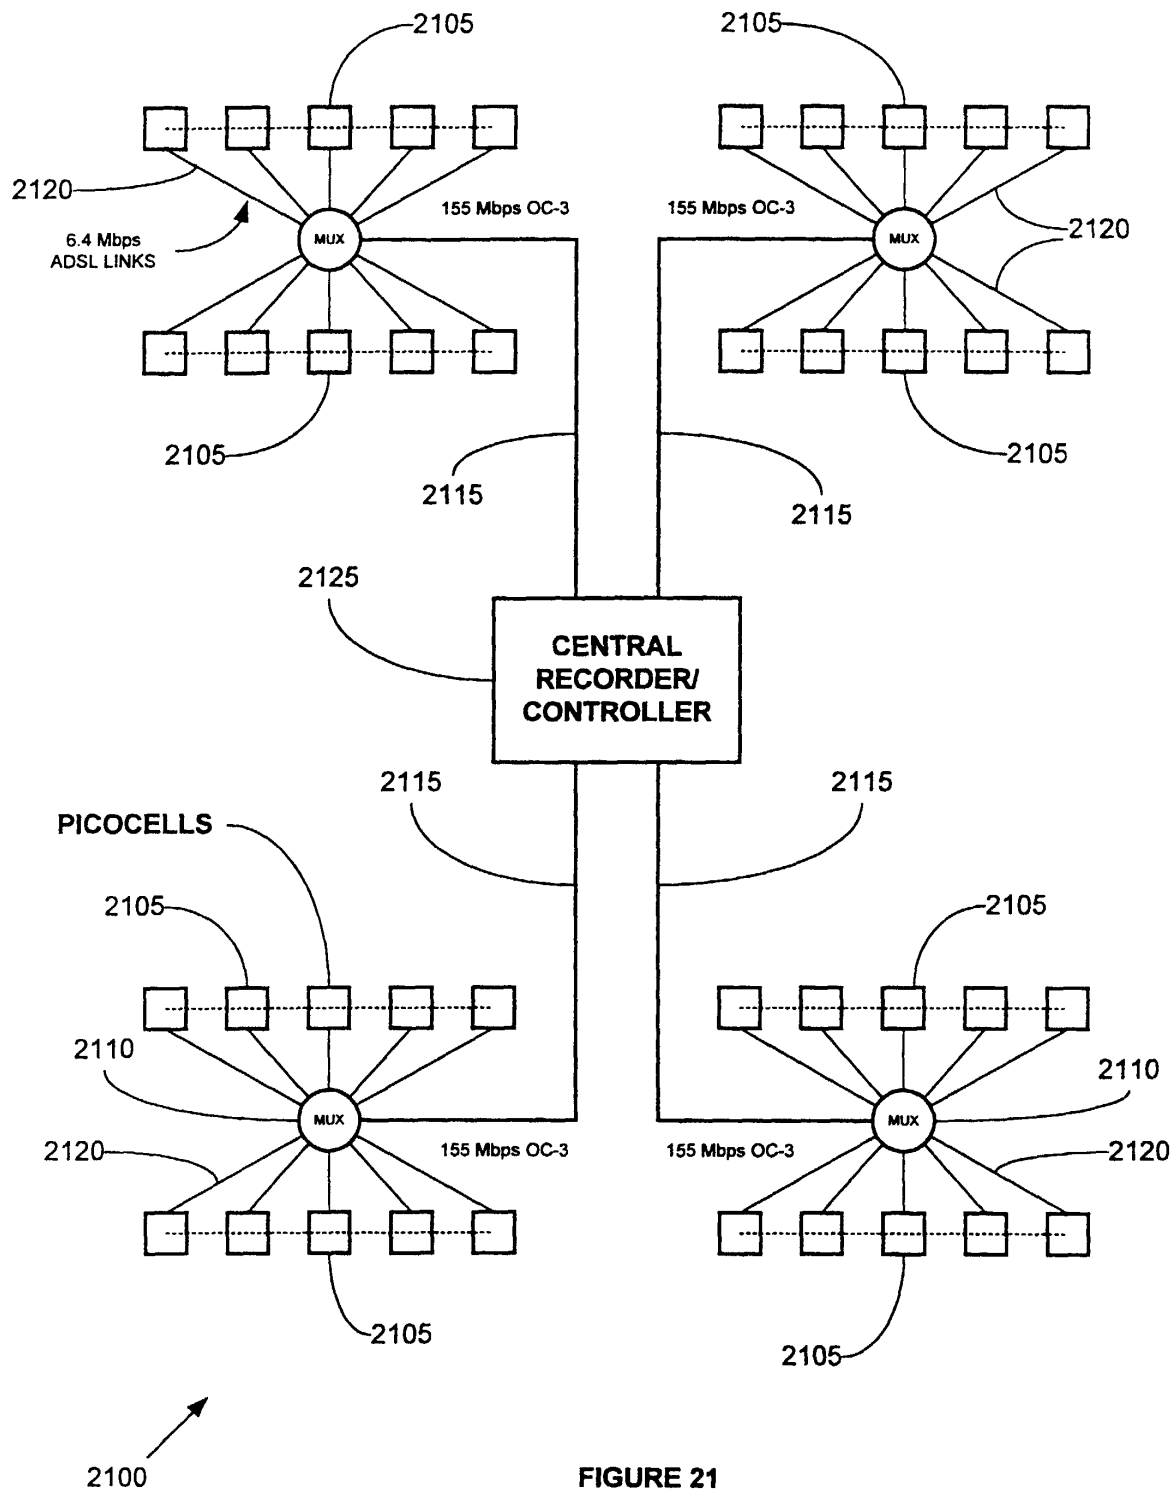 2105
2105
2120
155 Mbps OC-3
155 Mbps OC-3
2120
6.4 Mbps
ADSL LINKS
MUX
MUX
2105
2105
2115
2115
2125
CENTRAL
RECORDER/
CONTROLLER
2115
2115
PICOCELLS
2105
2105
2110
2110
MUX
MUX
2120
155 Mbps OC-3
155 Mbps OC-3
2120
2105
2105
2100
FIGURE 21